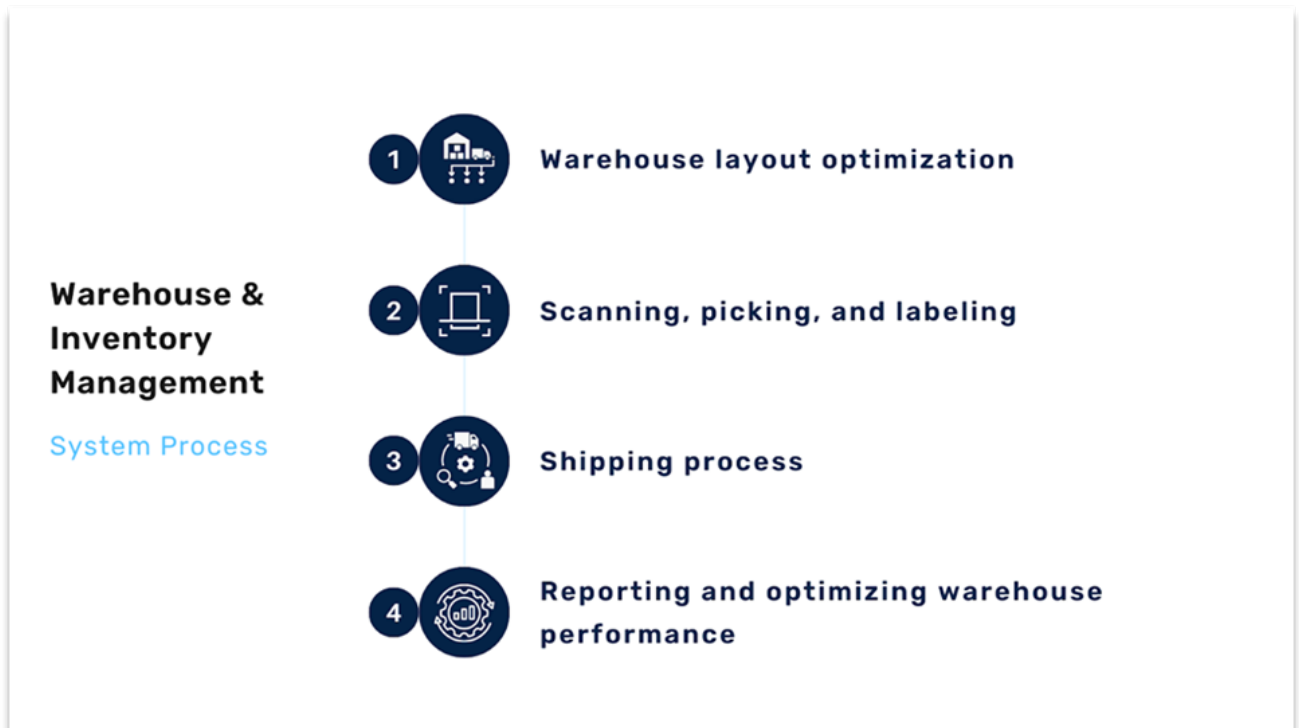 Warehouse &
Inventory
Management
System Process
1
Warehouse layout optimization
2
Scanning, picking, and labeling
3
Shipping process
4
Reporting and optimizing warehouse
performance